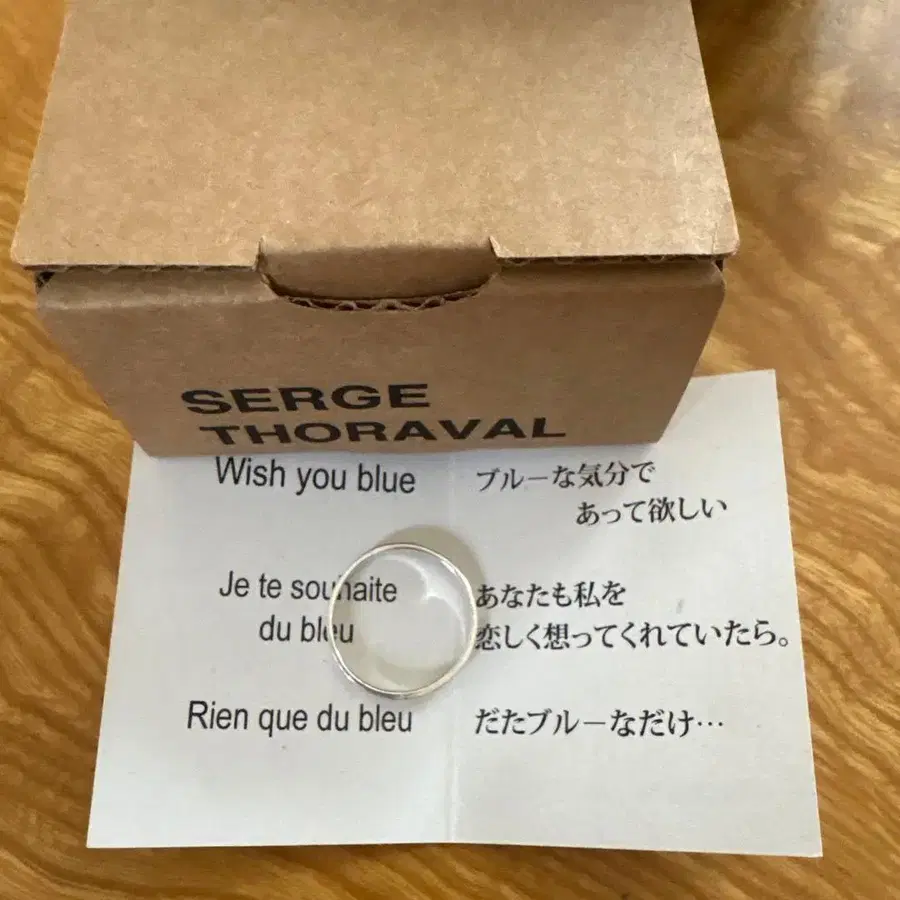 SERGE
THORAVAL
Wish you blue
ブルーな気分で
あって欲しい
Je te souhaite
du bleu
あなたも私を
恋しく想ってくれていたら。
Rien que du bleu
だたブルーなだけ…